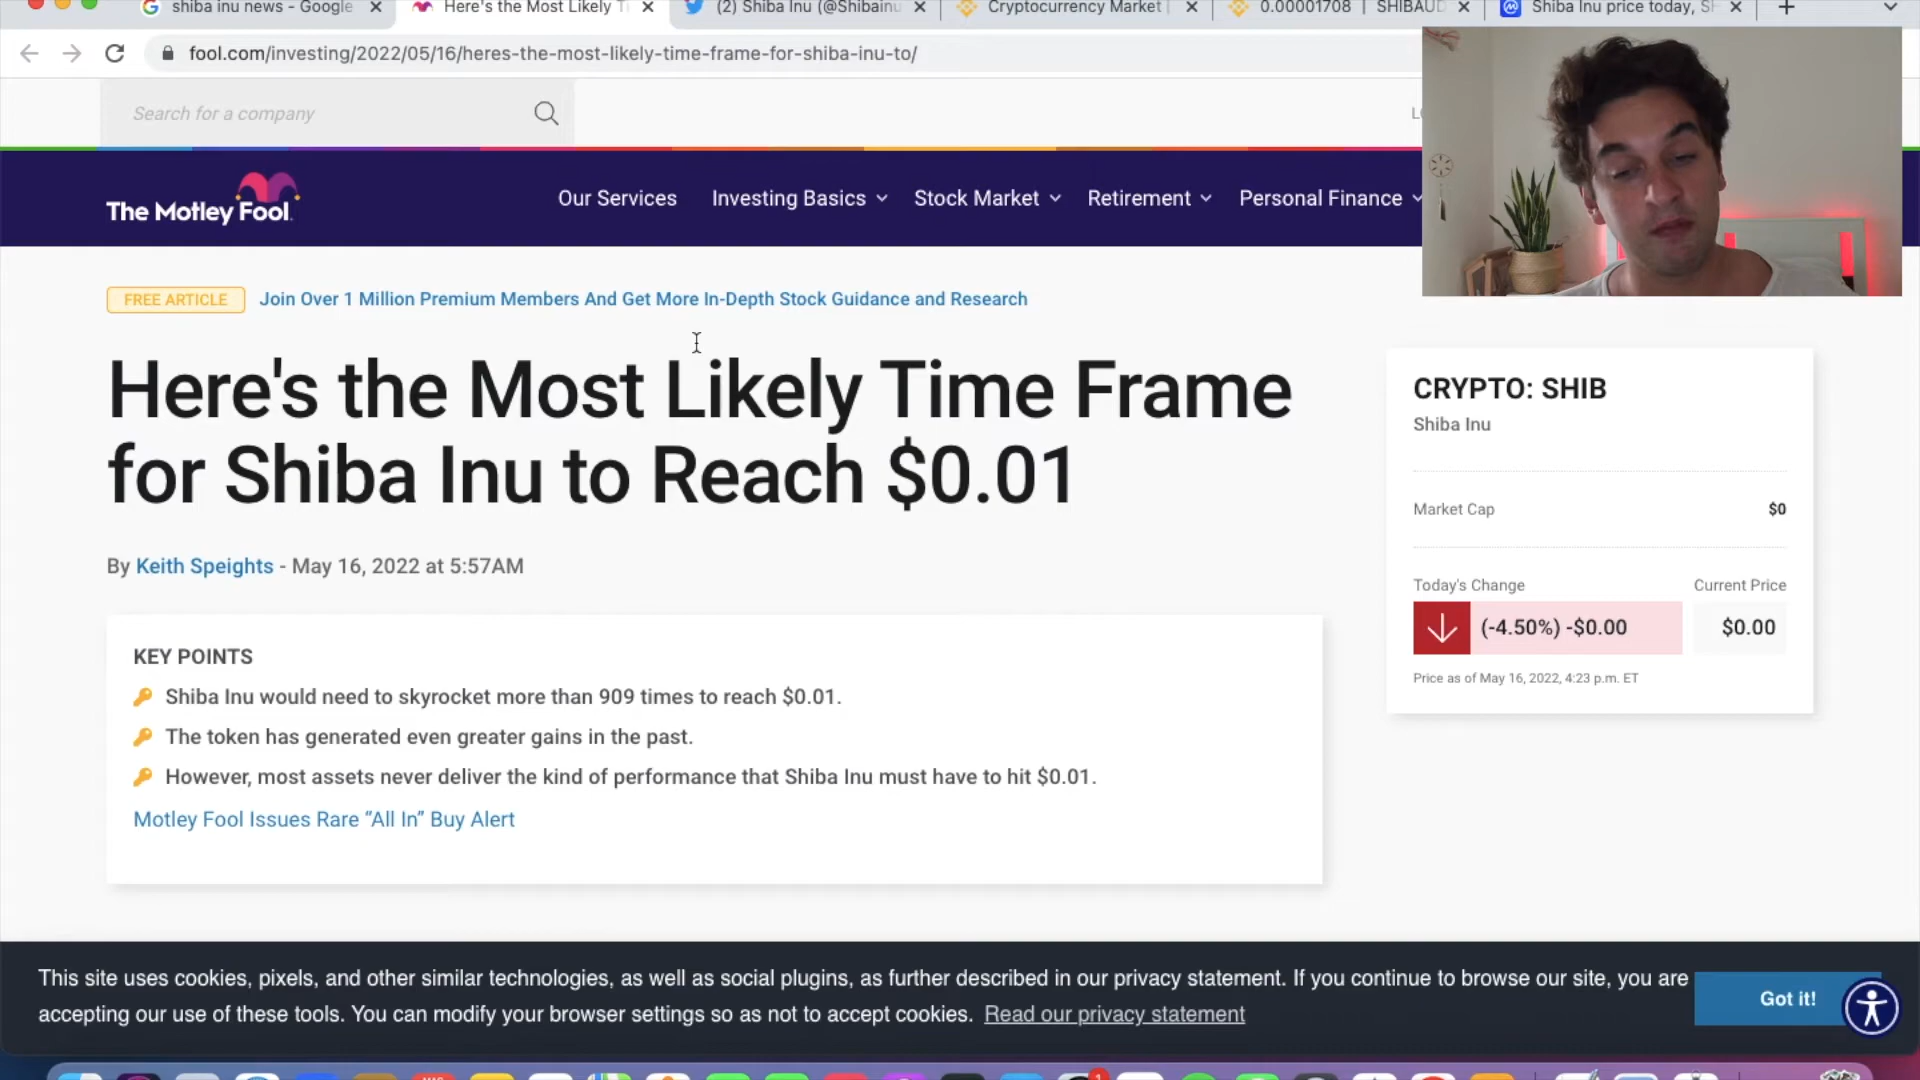 shiba inu news - Google
Here's the Most Likely Ti
(2) Shiba Inu (@Shibainu
Cryptocurrency Market |
0.00001708 | SHIBAUD
Shiba Inu price today, SH
fool.com/investing/2022/05/16/heres-the-most-likely-time-frame-for-shiba-inu-to/
Search for a company
The Motley Fool.
Our Services
Investing Basics
Stock Market
Retirement
Personal Finance
FREE ARTICLE
Join Over 1 Million Premium Members And Get More In-Depth Stock Guidance and Research
Here's the Most Likely Time Frame
for Shiba Inu to Reach $0.01
By Keith Speights - May 16, 2022 at 5:57AM
KEY POINTS
Shiba Inu would need to skyrocket more than 909 times to reach $0.01.
The token has generated even greater gains in the past.
However, most assets never deliver the kind of performance that Shiba Inu must have to hit $0.01.
Motley Fool Issues Rare “All In” Buy Alert
CRYPTO: SHIB
Shiba Inu
Market Cap $0
Today's Change Current Price
(-4.50%) -$0.00 $0.00
Price as of May 16, 2022, 4:23 p.m. ET
This site uses cookies, pixels, and other similar technologies, as well as social plugins, as further described in our privacy statement. If you continue to browse our site, you are
accepting our use of these tools. You can modify your browser settings so as not to accept cookies. Read our privacy statement
Got it!